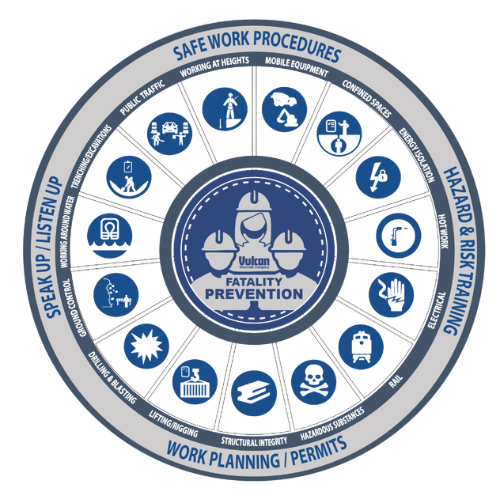 SAFE WORK PROCEDURES
HAZARD & RISK TRAINING
WORK PLANNING / PERMITS
SPEAK UP / LISTEN UP
WORKING AT HEIGHTS
MOBILE EQUIPMENT
CONFINED SPACES
ENERGY ISOLATION
HOT WORK
ELECTRICAL
RAIL
HAZARDOUS SUBSTANCES
STRUCTURAL INTEGRITY
LIFTING/RIGGING
DRILLING & BLASTING
GROUND CONTROL
WORKING AROUND WATER
TRENCHING/EXCAVATIONS
PUBLIC TRAFFIC
Vulcan
Materials Company
FATALITY
PREVENTION